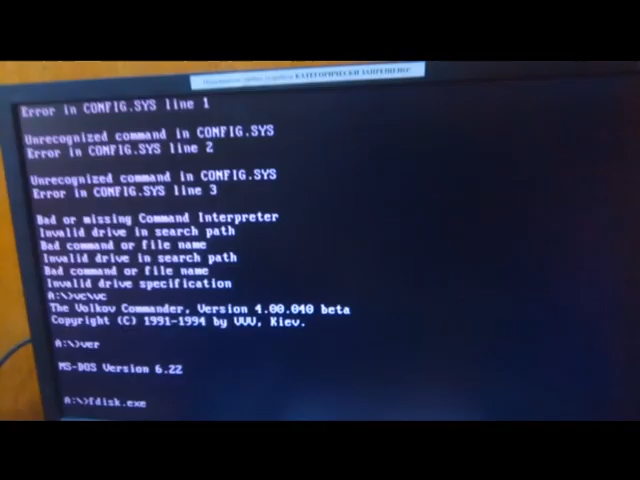 КАТЕГОРИЧЕСКИ ЗАПРЕЩЕНО!
Error in CONFIG.SYS line 1
Unrecognized command in CONFIG.SYS
Error in CONFIG.SYS line 2
Unrecognized command in CONFIG.SYS
Error in CONFIG.SYS line 3
Bad or missing Command Interpreter
Invalid drive in search path
Bad command or file name
Invalid drive in search path
Bad command or file name
Invalid drive specification
A:\>vc\vc
The Volkov Commander, Version 4.00.040 beta
Copyright (C) 1991-1994 by VVV, Kiev.
A:\>ver
MS-DOS Version 6.22
A:\>fdisk.exe